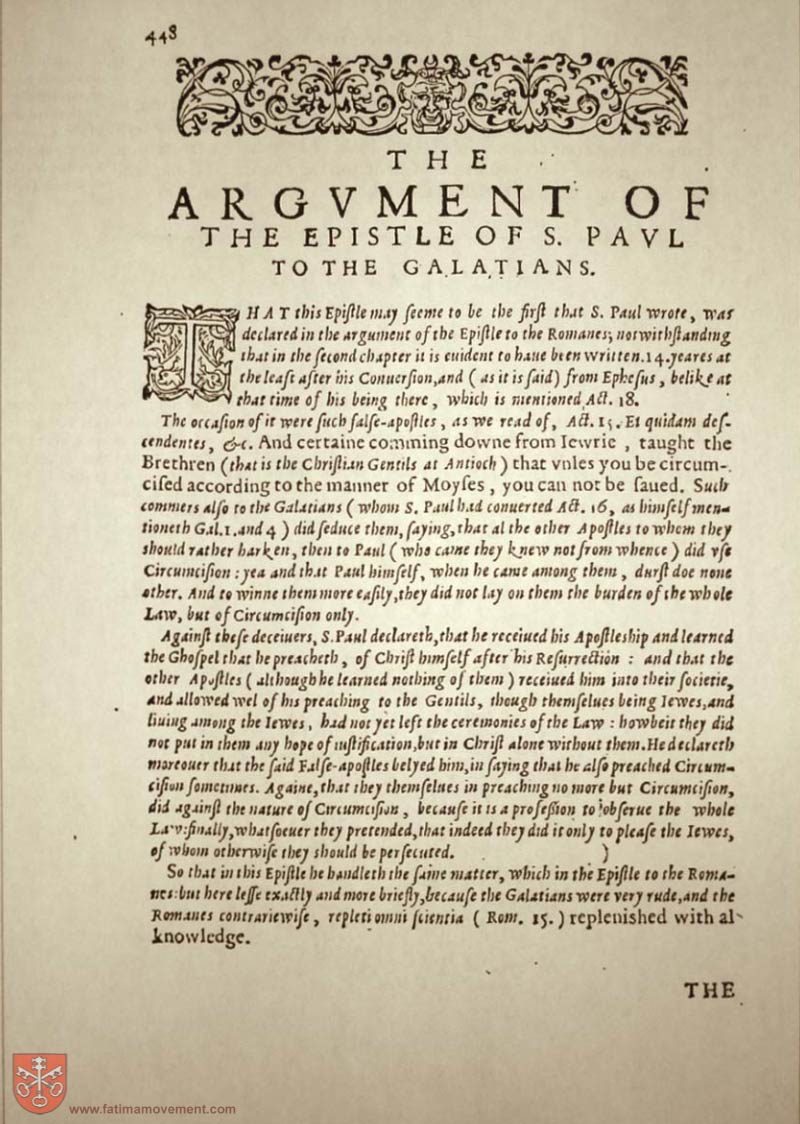 448
THE
ARGVMENT OF
THE EPISTLE OF S. PAVL
TO THE GALATIANS.
THAT this Epiſtle may ſeeme to be the firſt that S. Paul wrote, was
declared in the argument of the Epiſtle to the Romanes; notwithſtanding
that in the ſecond chapter it is euident to haue been written. 14. yeares at
the leaſt after his Conuerſion, and ( as it is ſaid ) from Epheſus, belike at
that time of his being there, which is mentioned Act. 18.
The occaſion of it were ſuch falſe-apoſtles, as we read of, Act. 15. Et quidam deſ-
cendentes, &c. And certaine comming downe from Iewrie, taught the
Brethren (that is the Chriſtian Gentils at Antioch) that vnles you be circum-
ciſed according to the manner of Moyſes, you can not be ſaued. Such
commers alſo to the Galatians ( whom S. Paul had conuerted Act. 16, as himſelf men-
tioneth Gal. 1. and 4 ) did ſeduce them, ſaying, that al the other Apoſtles to whom they
should rather harken, then to Paul ( who came they knew not from whence ) did vſe
Circumciſion: yea and that Paul himſelf, when he came among them, durſt doe none
other. And to winne them more eaſily, they did not lay on them the burden of the whole
Law, but of Circumciſion only.
Againſt theſe deceiuers, S. Paul declareth, that he receiued his Apoſtleship and learned
the Ghoſpel that he preacheth, of Chriſt himſelf after his Reſurrection: and that the
other Apoſtles ( although he learned nothing of them ) receiued him into their ſocietie,
and allowed wel of his preaching to the Gentils, though themſelues being Iewes, and
liuing among the Iewes, had not yet left the ceremonies of the Law: howbeit they did
not put in them any hope of iuſtification, but in Chriſt alone without them. He declareth
moreouer that the ſaid Falſe-apoſtles belyed him, in ſaying that he alſo preached Circum-
ciſion ſometimes. Againe, that they themſelues in preaching no more but Circumciſion,
did againſt the nature of Circumciſion, becauſe it is a profeſſion to obſerue the whole
Law: finally, whatſoeuer they pretended, that indeed they did it only to pleaſe the Iewes,
of whom otherwiſe they should be perſecuted. )
So that in this Epiſtle he handleth the ſame matter, which in the Epiſtle to the Roma-
nes: but here leſſe exactly and more briefly, becauſe the Galatians were very rude, and the
Romanes contrariewiſe, repleti omni ſcientia ( Rom. 15. ) replenished with al
knowledge.
THE
www.fatimamovement.com